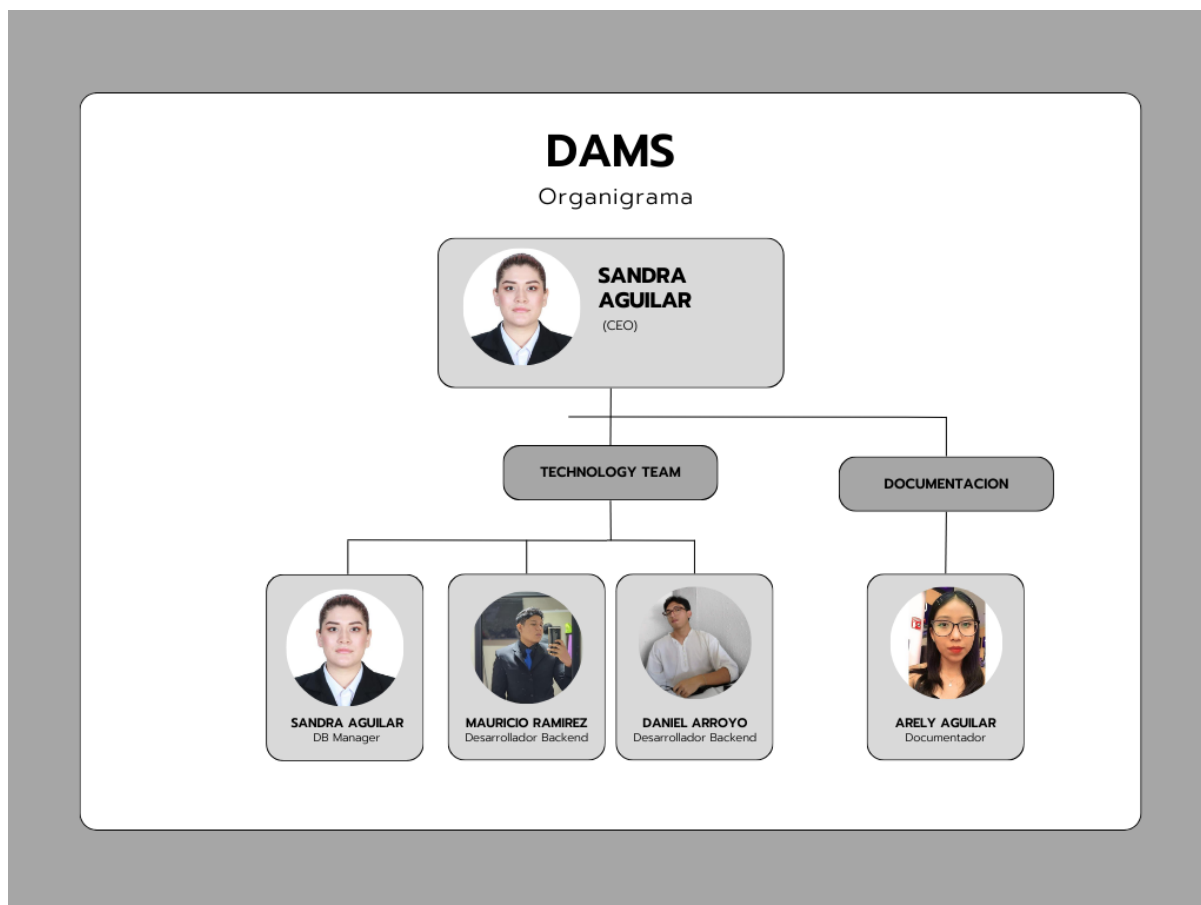 DAMS
Organigrama
SANDRA
AGUILAR
(CEO)
TECHNOLOGY TEAM
DOCUMENTACION
SANDRA AGUILAR
DB Manager
MAURICIO RAMIREZ
Desarrollador Backend
DANIEL ARROYO
Desarrollador Backend
ARELY AGUILAR
Documentador